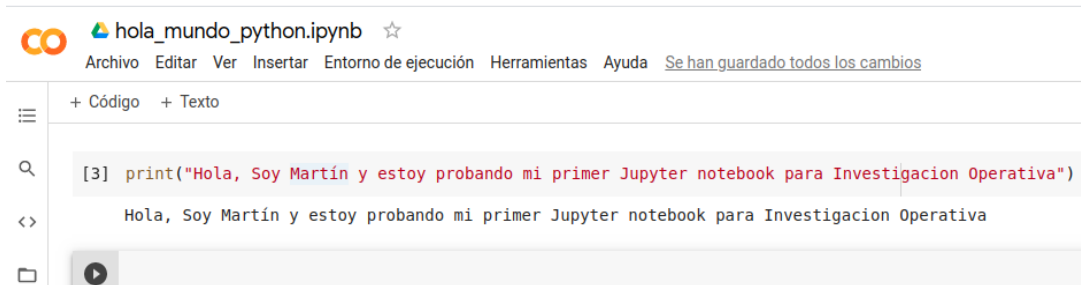 hola_mundo_python.ipynb
Archivo Editar Ver Insertar Entorno de ejecución Herramientas Ayuda Se han guardado todos los cambios
+ Código + Texto
[3] print("Hola, Soy Martín y estoy probando mi primer Jupyter notebook para Investigacion Operativa")
Hola, Soy Martín y estoy probando mi primer Jupyter notebook para Investigacion Operativa